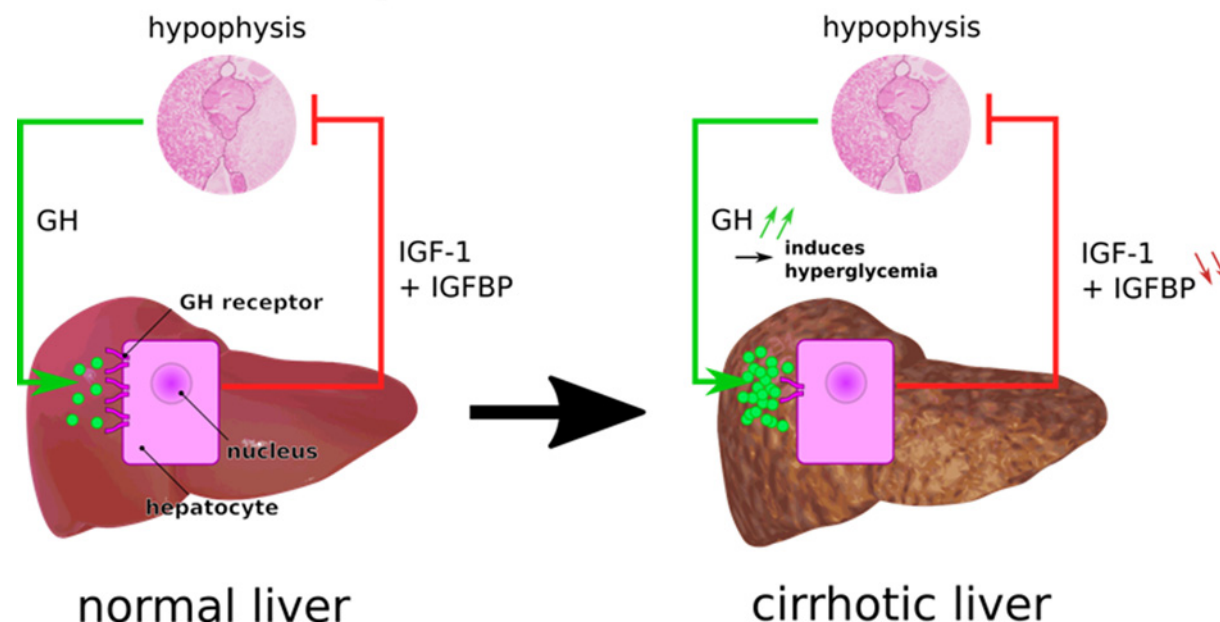 hypophysis
GH
IGF-1
+ IGFBP
GH receptor
nucleus
hepatocyte
normal liver
hypophysis
GH
induces
hyperglycemia
IGF-1
+ IGFBP
cirrhotic liver